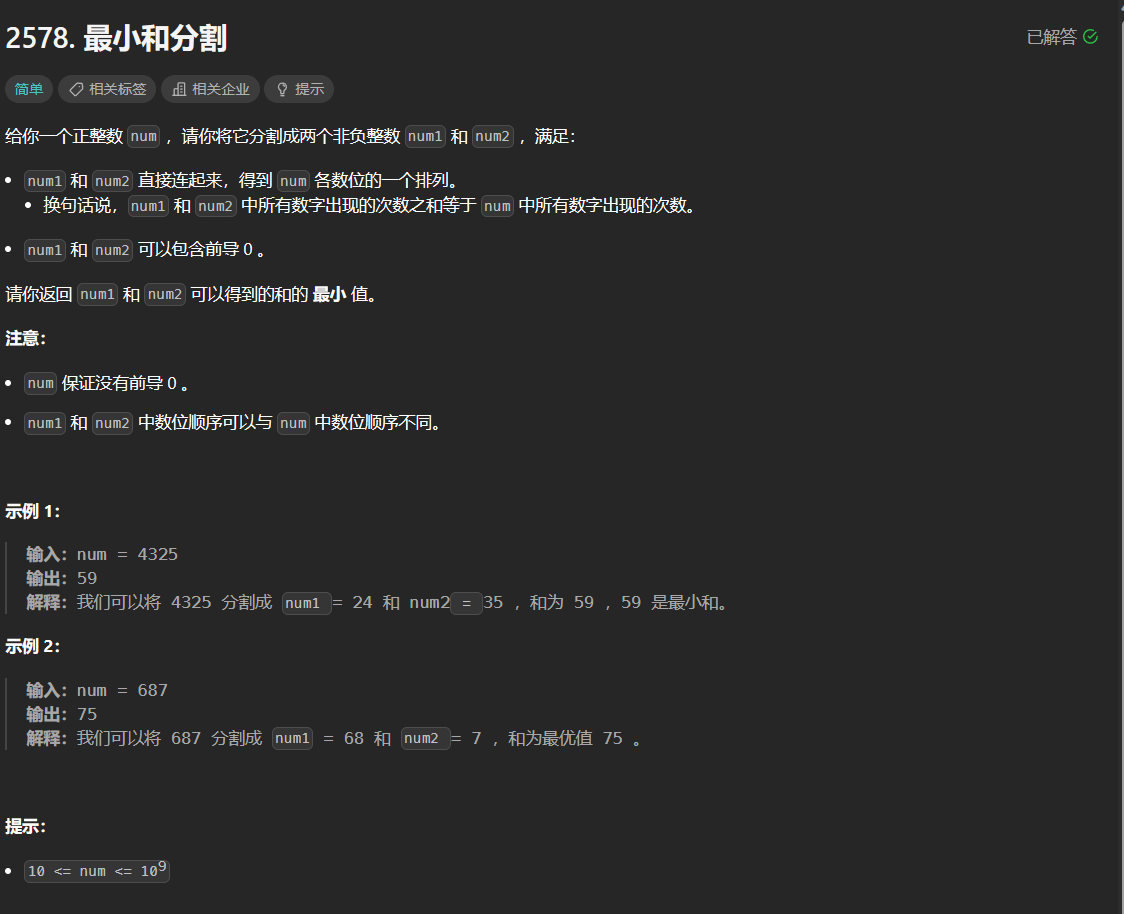 2578. 最小和分割
已解答
简单 相关标签 相关企业 提示
给你一个正整数 num ，请你将它分割成两个非负整数 num1 和 num2 ，满足：
num1 和 num2 直接连起来，得到 num 各数位的一个排列。
换句话说，num1 和 num2 中所有数字出现的次数之和等于 num 中所有数字出现的次数。
num1 和 num2 可以包含前导 0 。
请你返回 num1 和 num2 可以得到的和的 最小 值。
注意：
num 保证没有前导 0 。
num1 和 num2 中数位顺序可以与 num 中数位顺序不同。
示例 1：
输入：num = 4325
输出：59
解释：我们可以将 4325 分割成 num1 = 24 和 num2 = 35 ，和为 59 ，59 是最小和。
示例 2：
输入：num = 687
输出：75
解释：我们可以将 687 分割成 num1 = 68 和 num2 = 7 ，和为最优值 75 。
提示：
10 <= num <= 10⁹